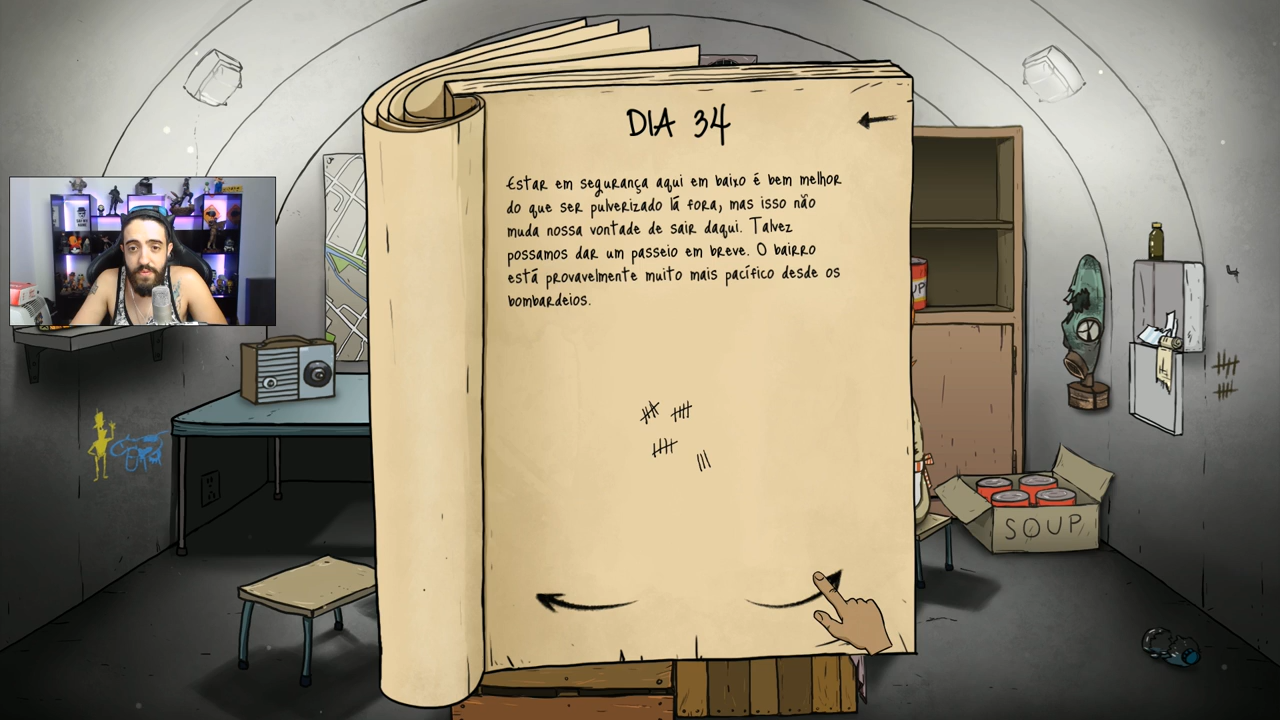 DIA 34
Estar em segurança aqui em baixo é bem melhor
do que ser pulverizado lá fora, mas isso não
muda nossa vontade de sair daqui. Talvez
possamos dar um passeio em breve. O bairro
está provavelmente muito mais pacífico desde os
bombardeios.
UP
SOUP